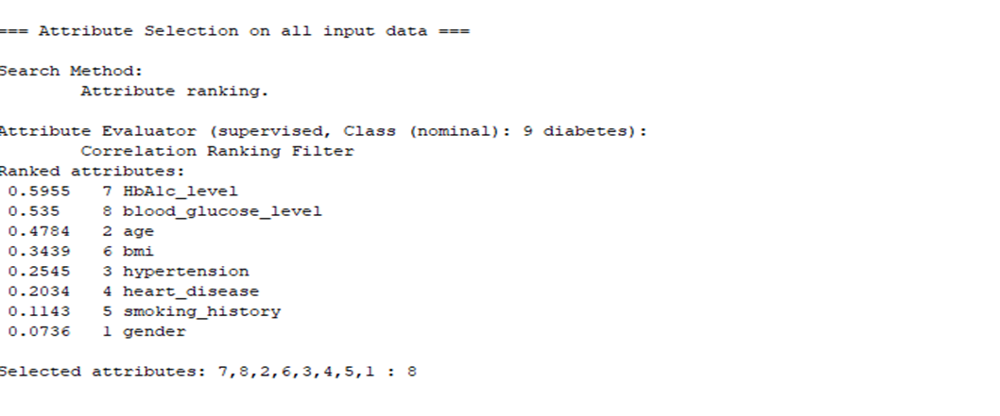 === Attribute Selection on all input data ===
Search Method:
Attribute ranking.
Attribute Evaluator (supervised, Class (nominal): 9 diabetes):
Correlation Ranking Filter
Ranked attributes:
0.5955 7 HbA1c_level
0.535 8 blood_glucose_level
0.4784 2 age
0.3439 6 bmi
0.2545 3 hypertension
0.2034 4 heart_disease
0.1143 5 smoking_history
0.0736 1 gender
Selected attributes: 7,8,2,6,3,4,5,1 : 8